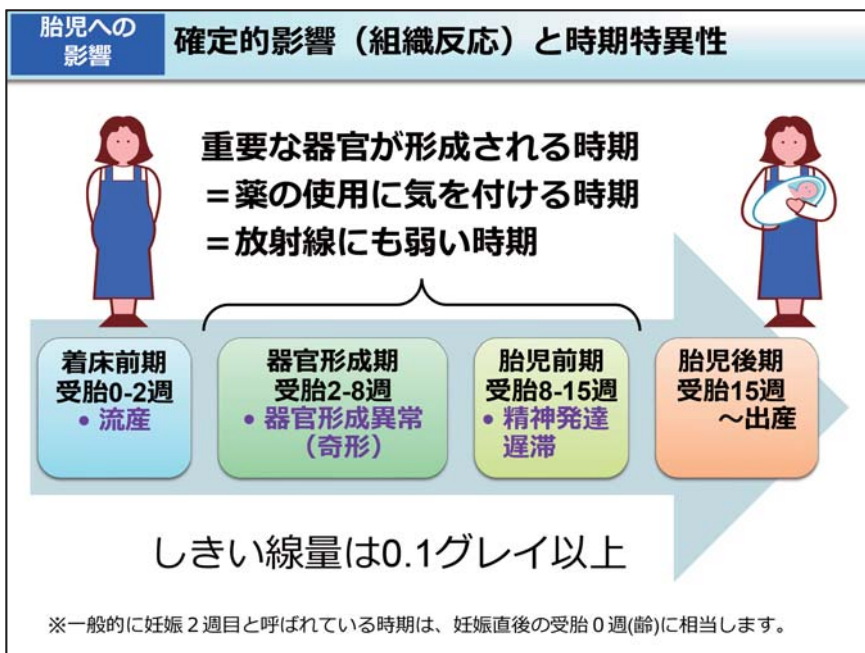 胎児への
影響
確定的影響（組織反応）と時期特異性
重要な器官が形成される時期
＝薬の使用に気を付ける時期
＝放射線にも弱い時期
着床前期
受胎0-2週
• 流産
器官形成期
受胎2-8週
• 器官形成異常
（奇形）
胎児前期
受胎8-15週
• 精神発達
遅滞
胎児後期
受胎15週
～出産
しきい線量は0.1グレイ以上
※一般的に妊娠２週目と呼ばれている時期は、妊娠直後の受胎０週(齢)に相当します。